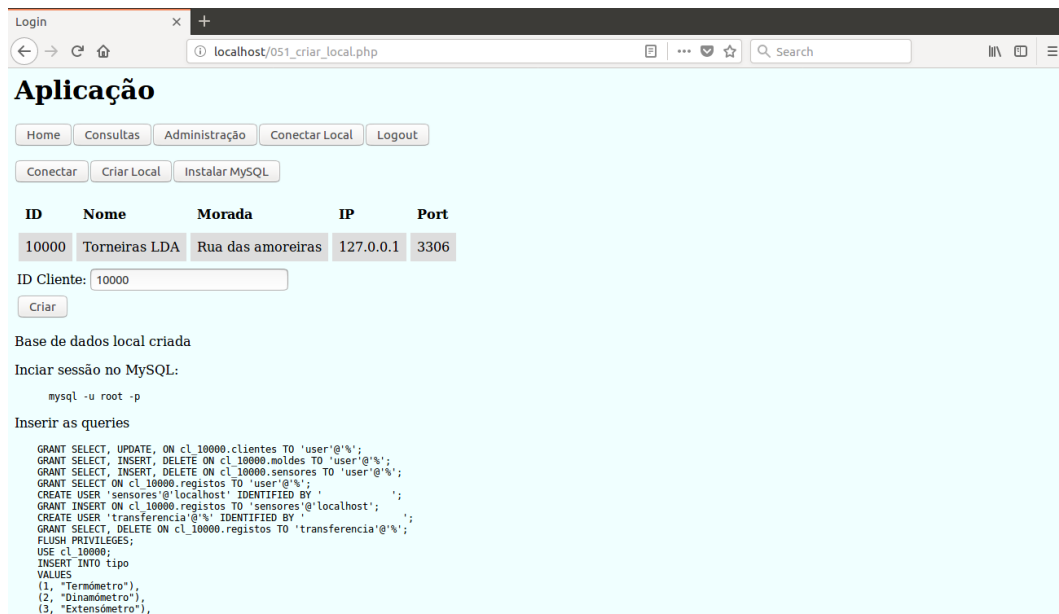 Login × +
localhost/051_criar_local.php Search
Aplicação
Home Consultas Administração Conectar Local Logout
Conectar Criar Local Instalar MySQL
ID Nome Morada IP Port
10000 Torneiras LDA Rua das amoreiras 127.0.0.1 3306
ID Cliente: 10000
Criar
Base de dados local criada
Inciar sessão no MySQL:
mysql -u root -p
Inserir as queries
GRANT SELECT, UPDATE, ON cl_10000.clientes TO 'user'@'%';
GRANT SELECT, INSERT, DELETE ON cl_10000.moldes TO 'user'@'%';
GRANT SELECT, INSERT, DELETE ON cl_10000.sensores TO 'user'@'%';
GRANT SELECT ON cl_10000.registos TO 'user'@'%';
CREATE USER 'sensores'@'localhost' IDENTIFIED BY ' ';
GRANT INSERT ON cl_10000.registos TO 'sensores'@'localhost';
CREATE USER 'transferencia'@'%' IDENTIFIED BY ' ';
GRANT SELECT, DELETE ON cl_10000.registos TO 'transferencia'@'%';
FLUSH PRIVILEGES;
USE cl_10000;
INSERT INTO tipo
VALUES
(1, "Termómetro"),
(2, "Dinamómetro"),
(3, "Extensómetro"),